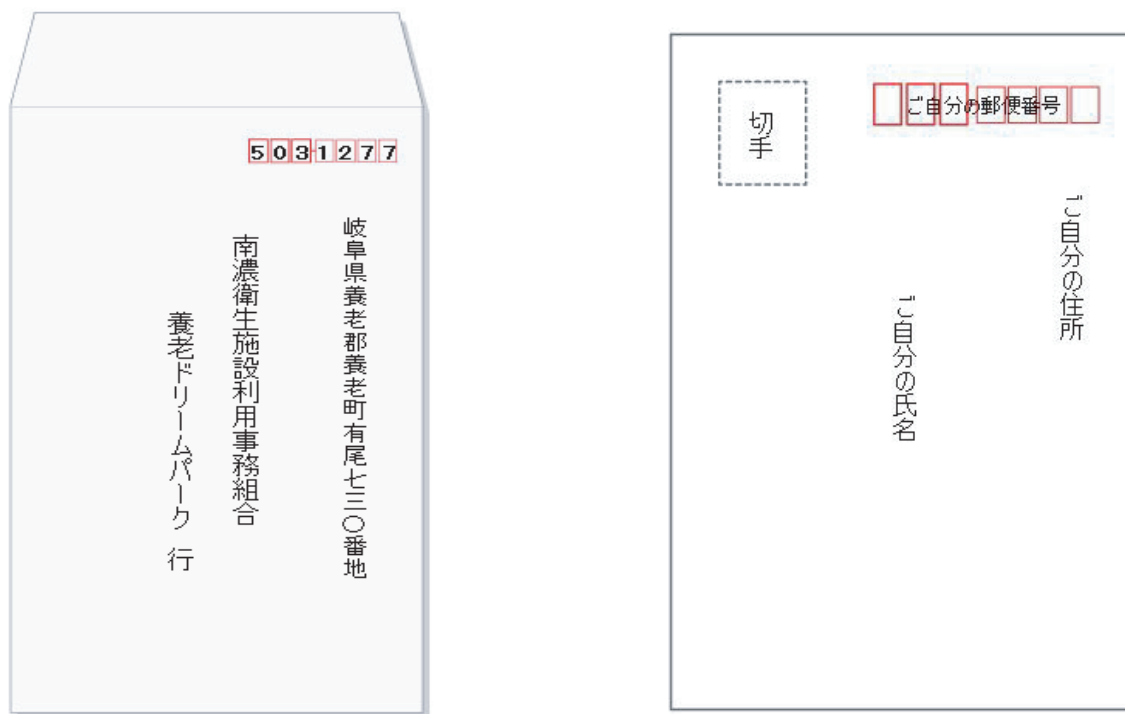 5031277
岐阜県養老郡養老町有尾七三〇番地
南濃衛生施設利用事務組合
養老ドリームパーク 行
切手
ご自分の郵便番号
ご自分の住所
ご自分の氏名